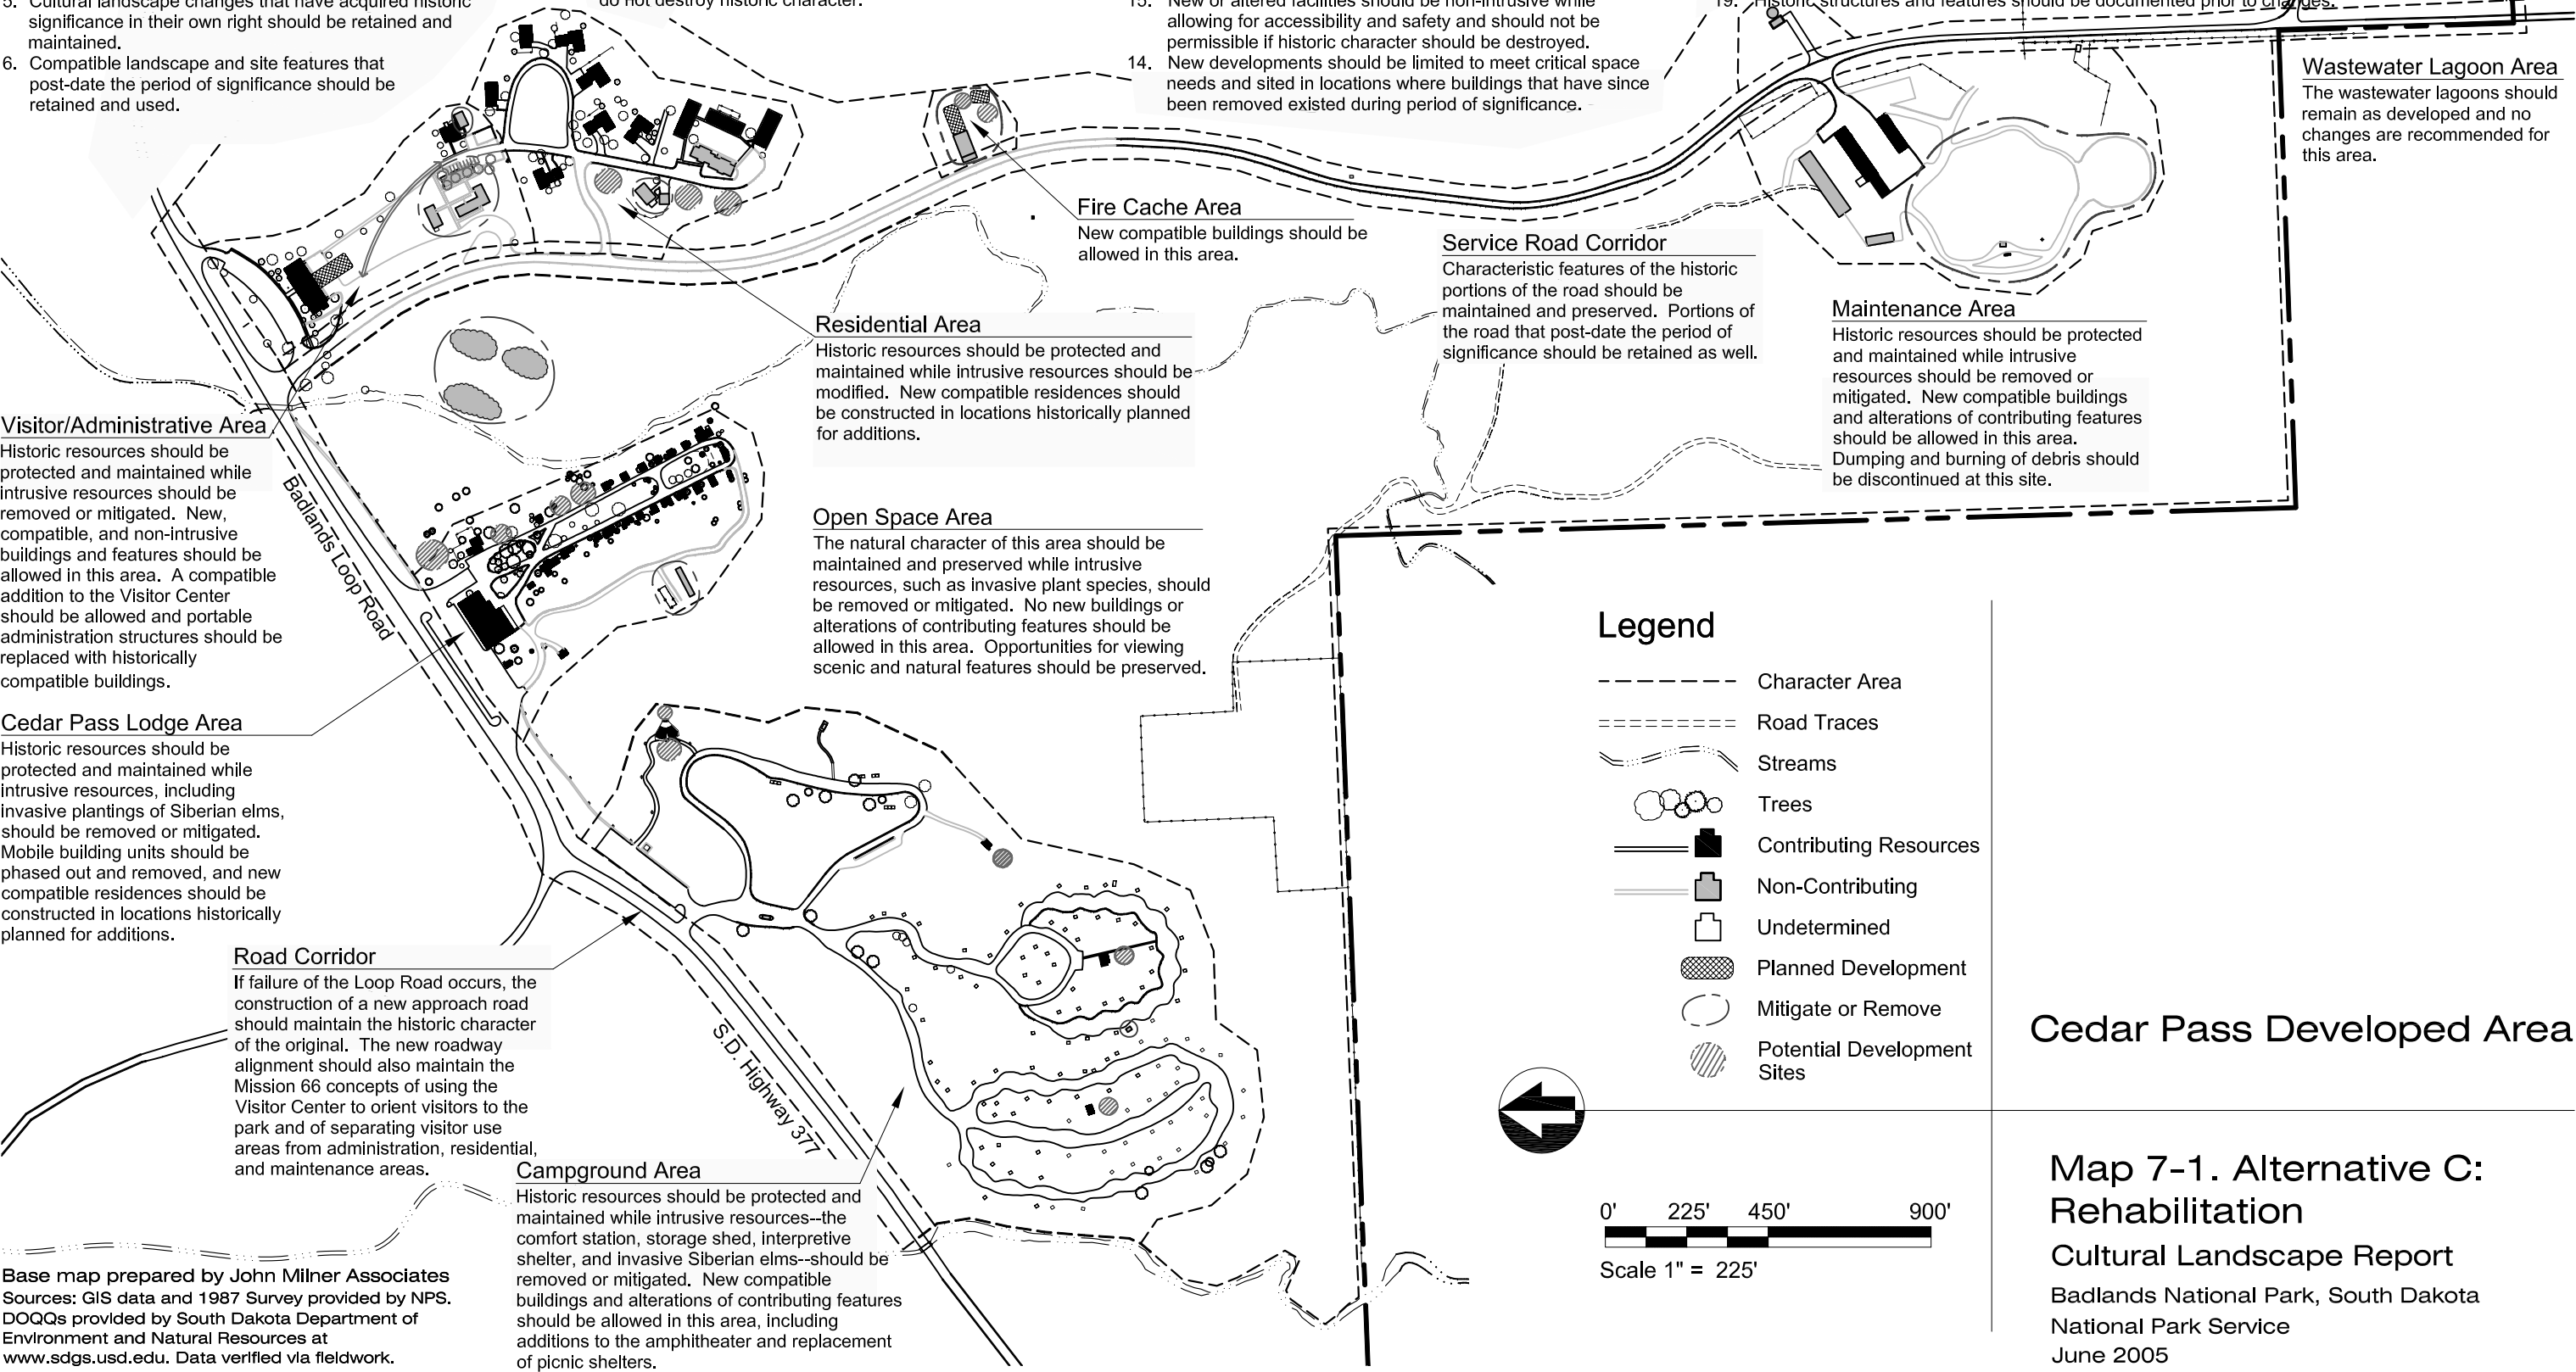 5. Cultural landscape changes that have acquired historic
significance in their own right should be retained and
maintained.
6. Compatible landscape and site features that
post-date the period of significance should be
retained and used.
do not destroy historic character.
13. New or altered facilities should be non-intrusive while
allowing for accessibility and safety and should not be
permissible if historic character should be destroyed.
14. New developments should be limited to meet critical space
needs and sited in locations where buildings that have since
been removed existed during period of significance.
19. Historic structures and features should be documented prior to changes.
Wastewater Lagoon Area
The wastewater lagoons should
remain as developed and no
changes are recommended for
this area.
Fire Cache Area
New compatible buildings should be
allowed in this area.
Service Road Corridor
Characteristic features of the historic
portions of the road should be
maintained and preserved. Portions of
the road that post-date the period of
significance should be retained as well.
Maintenance Area
Historic resources should be protected
and maintained while intrusive
resources should be removed or
mitigated. New compatible buildings
and alterations of contributing features
should be allowed in this area.
Dumping and burning of debris should
be discontinued at this site.
Residential Area
Historic resources should be protected and
maintained while intrusive resources should be
modified. New compatible residences should
be constructed in locations historically planned
for additions.
Visitor/Administrative Area
Historic resources should be
protected and maintained while
intrusive resources should be
removed or mitigated. New,
compatible, and non-intrusive
buildings and features should be
allowed in this area. A compatible
addition to the Visitor Center
should be allowed and portable
administration structures should be
replaced with historically
compatible buildings.
Badlands Loop Road
Open Space Area
The natural character of this area should be
maintained and preserved while intrusive
resources, such as invasive plant species, should
be removed or mitigated. No new buildings or
alterations of contributing features should be
allowed in this area. Opportunities for viewing
scenic and natural features should be preserved.
Cedar Pass Lodge Area
Historic resources should be
protected and maintained while
intrusive resources, including
invasive plantings of Siberian elms,
should be removed or mitigated.
Mobile building units should be
phased out and removed, and new
compatible residences should be
constructed in locations historically
planned for additions.
Road Corridor
If failure of the Loop Road occurs, the
construction of a new approach road
should maintain the historic character
of the original. The new roadway
alignment should also maintain the
Mission 66 concepts of using the
Visitor Center to orient visitors to the
park and of separating visitor use
areas from administration, residential,
and maintenance areas.
S.D. Highway 377
Campground Area
Historic resources should be protected and
maintained while intrusive resources--the
comfort station, storage shed, interpretive
shelter, and invasive Siberian elms--should be
removed or mitigated. New compatible
buildings and alterations of contributing features
should be allowed in this area, including
additions to the amphitheater and replacement
of picnic shelters.
Base map prepared by John Milner Associates
Sources: GIS data and 1987 Survey provided by NPS.
DOQQs provided by South Dakota Department of
Environment and Natural Resources at
www.sdgs.usd.edu. Data verified via fieldwork.
Legend
Character Area
Road Traces
Streams
Trees
Contributing Resources
Non-Contributing
Undetermined
Planned Development
Mitigate or Remove
Potential Development
Sites
0' 225' 450' 900'
Scale 1" = 225'
Cedar Pass Developed Area
Map 7-1. Alternative C:
Rehabilitation
Cultural Landscape Report
Badlands National Park, South Dakota
National Park Service
June 2005